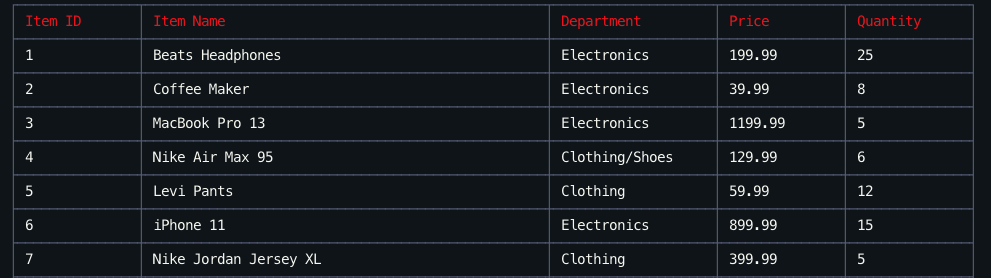 Item ID Item Name Department Price Quantity
1 Beats Headphones Electronics 199.99 25
2 Coffee Maker Electronics 39.99 8
3 MacBook Pro 13 Electronics 1199.99 5
4 Nike Air Max 95 Clothing/Shoes 129.99 6
5 Levi Pants Clothing 59.99 12
6 iPhone 11 Electronics 899.99 15
7 Nike Jordan Jersey XL Clothing 399.99 5